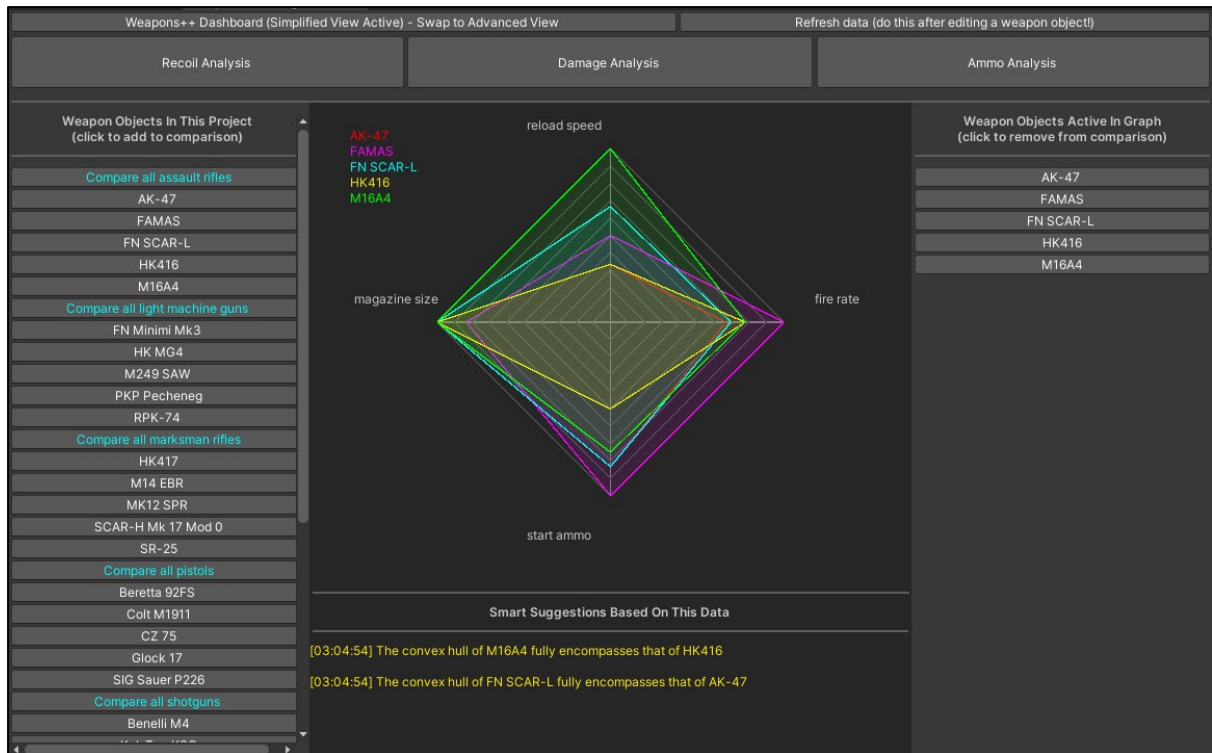 Weapons++ Dashboard (Simplified View Active) - Swap to Advanced View
Refresh data (do this after editing a weapon object!)
Recoil Analysis
Damage Analysis
Ammo Analysis
Weapon Objects In This Project
(click to add to comparison)
Compare all assault rifles
AK-47
FAMAS
FN SCAR-L
HK416
M16A4
Compare all light machine guns
FN Minimi Mk3
HK MG4
M249 SAW
PKP Pecheneg
RPK-74
Compare all marksman rifles
HK417
M14 EBR
MK12 SPR
SCAR-H Mk 17 Mod 0
SR-25
Compare all pistols
Beretta 92FS
Colt M1911
CZ 75
Glock 17
SIG Sauer P226
Compare all shotguns
Benelli M4
AK-47
FAMAS
FN SCAR-L
HK416
M16A4
reload speed
magazine size
fire rate
start ammo
Smart Suggestions Based On This Data
[03:04:54] The convex hull of M16A4 fully encompasses that of HK416
[03:04:54] The convex hull of FN SCAR-L fully encompasses that of AK-47
Weapon Objects Active In Graph
(click to remove from comparison)
AK-47
FAMAS
FN SCAR-L
HK416
M16A4